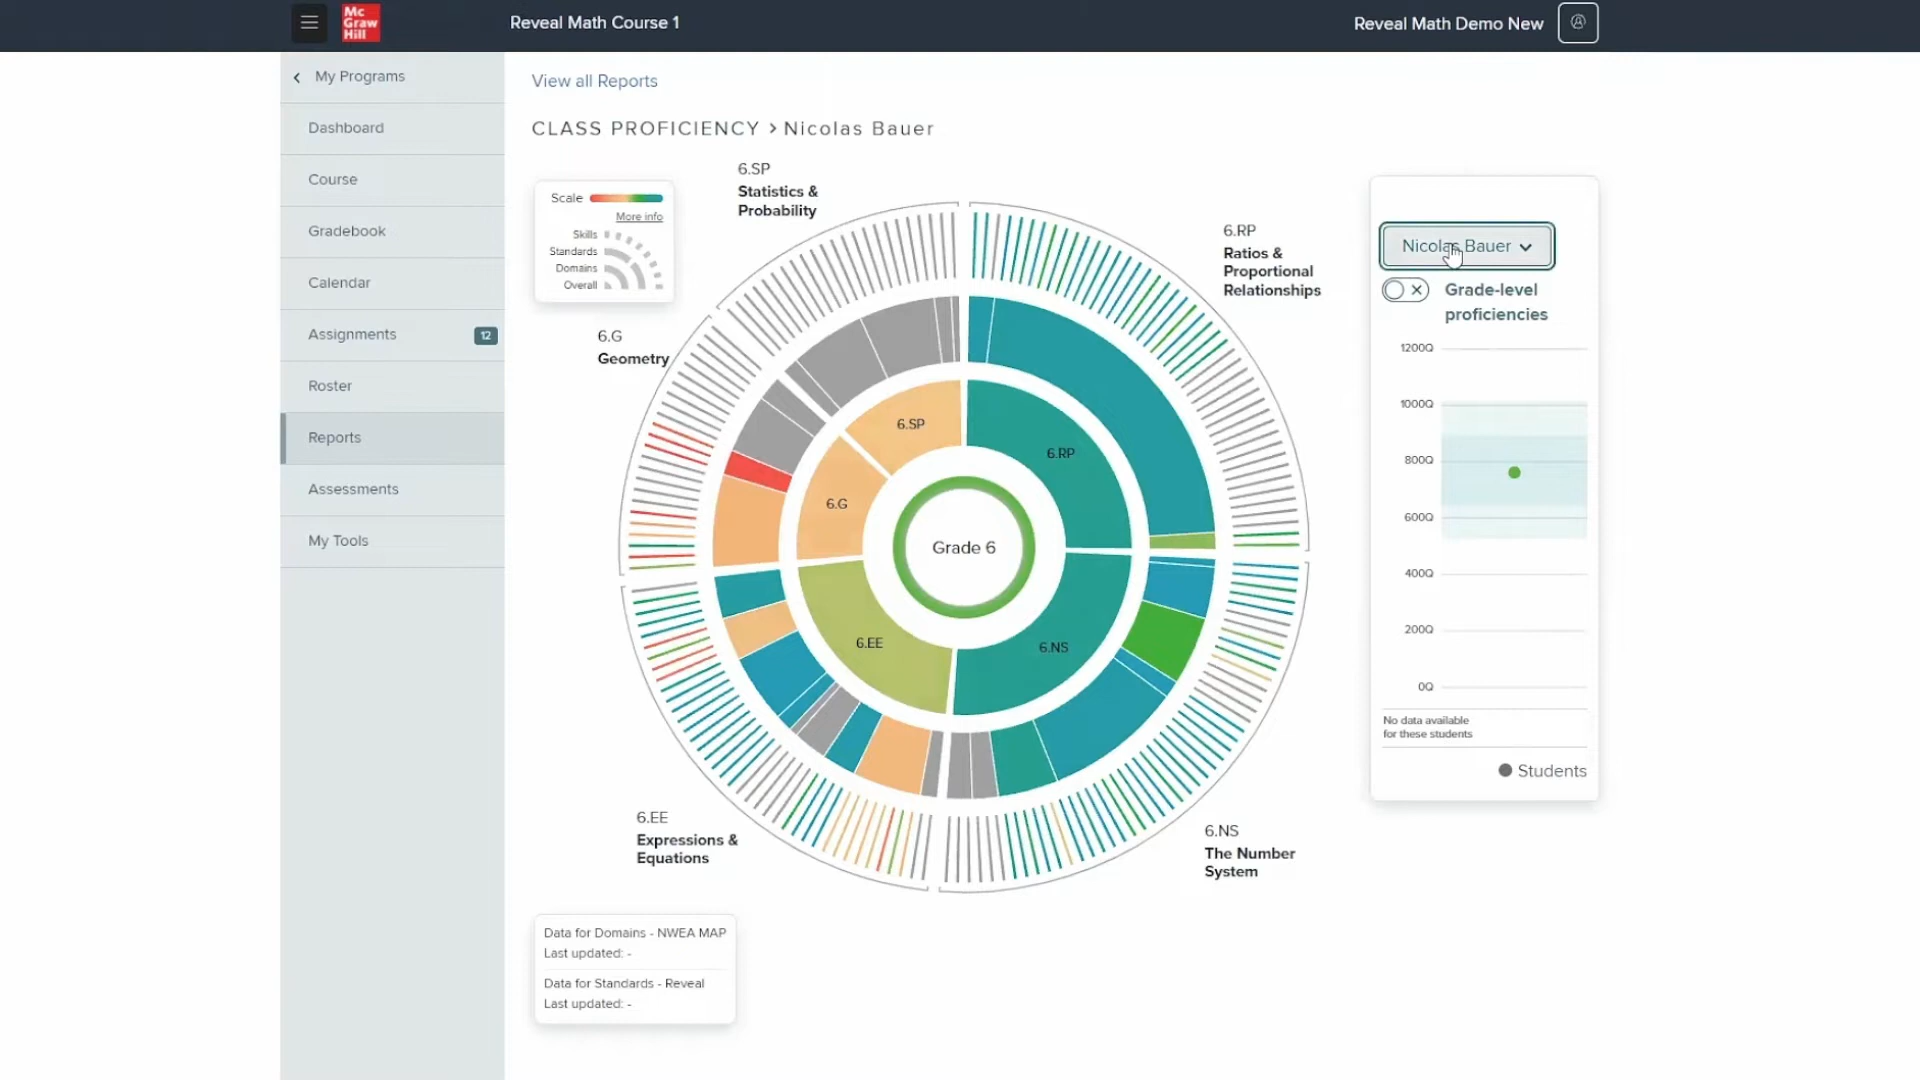 Mc
Graw
Hill
Reveal Math Course 1
Reveal Math Demo New
My Programs
Dashboard
Course
Gradebook
Calendar
Assignments
12
Roster
Reports
Assessments
My Tools
View all Reports
CLASS PROFICIENCY > Nicolas Bauer
Scale
More info
Skills
Standards
Domains
Overall
6.SP
Statistics &
Probability
6.RP
Ratios &
Proportional
Relationships
6.G
Geometry
6.SP
6.RP
6.G
Grade 6
6.EE
6.NS
6.EE
Expressions &
Equations
6.NS
The Number
System
Nicolas Bauer
Grade-level
proficiencies
1200Q
1000Q
800Q
600Q
400Q
200Q
0Q
No data available
for these students
Students
Data for Domains - NWEA MAP
Last updated: -
Data for Standards - Reveal
Last updated: -